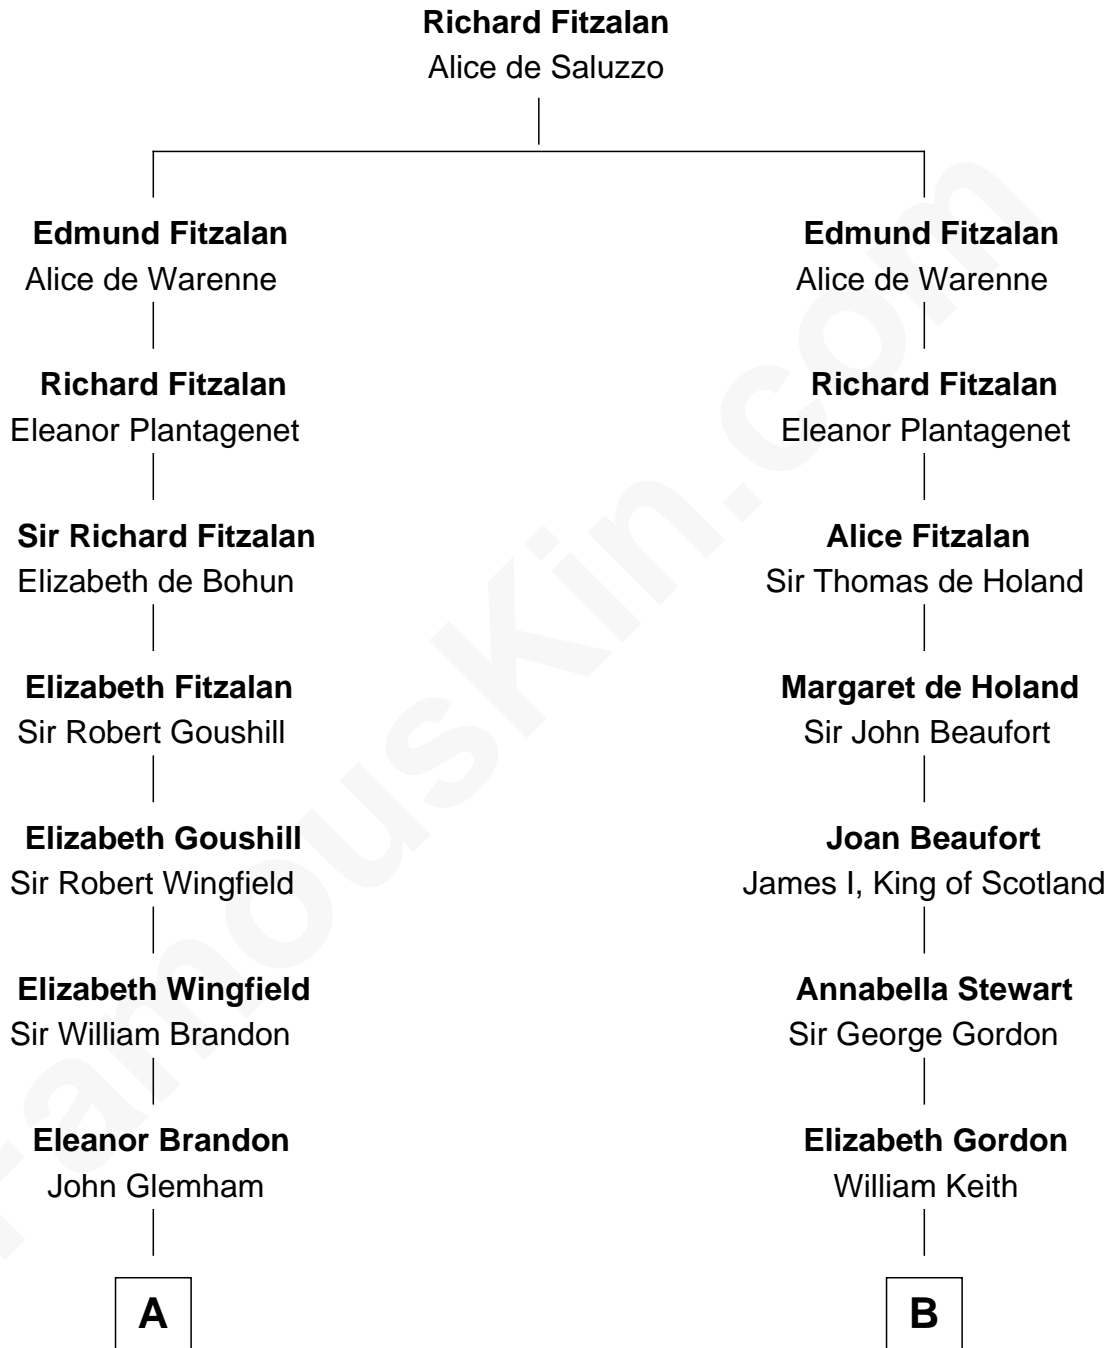 Richard Fitzalan
Alice de Saluzzo
Edmund Fitzalan
Alice de Warenne
Richard Fitzalan
Eleanor Plantagenet
Sir Richard Fitzalan
Elizabeth de Bohun
Elizabeth Fitzalan
Sir Robert Goushill
Elizabeth Goushill
Sir Robert Wingfield
Elizabeth Wingfield
Sir William Brandon
Eleanor Brandon
John Glemham
A
Edmund Fitzalan
Alice de Warenne
Richard Fitzalan
Eleanor Plantagenet
Alice Fitzalan
Sir Thomas de Holand
Margaret de Holand
Sir John Beaufort
Joan Beaufort
James I, King of Scotland
Annabella Stewart
Sir George Gordon
Elizabeth Gordon
William Keith
B
FamousKin.com